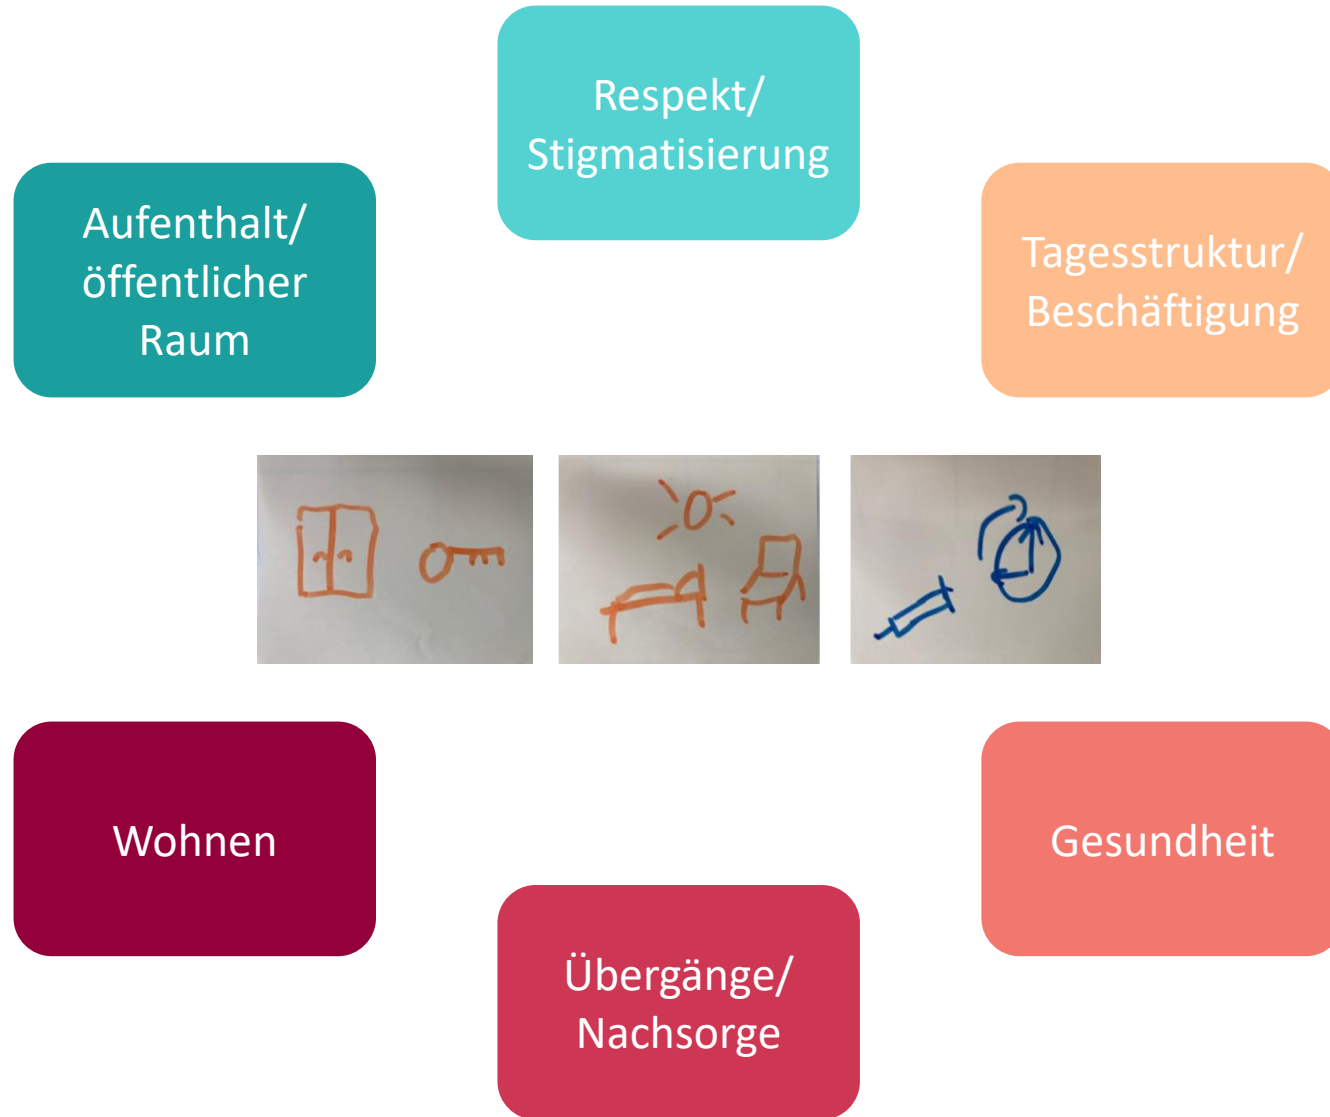 Respekt/
Stigmatisierung
Aufenthalt/
öffentlicher
Raum
Tagesstruktur/
Beschäftigung
Wohnen
Gesundheit
Übergänge/
Nachsorge